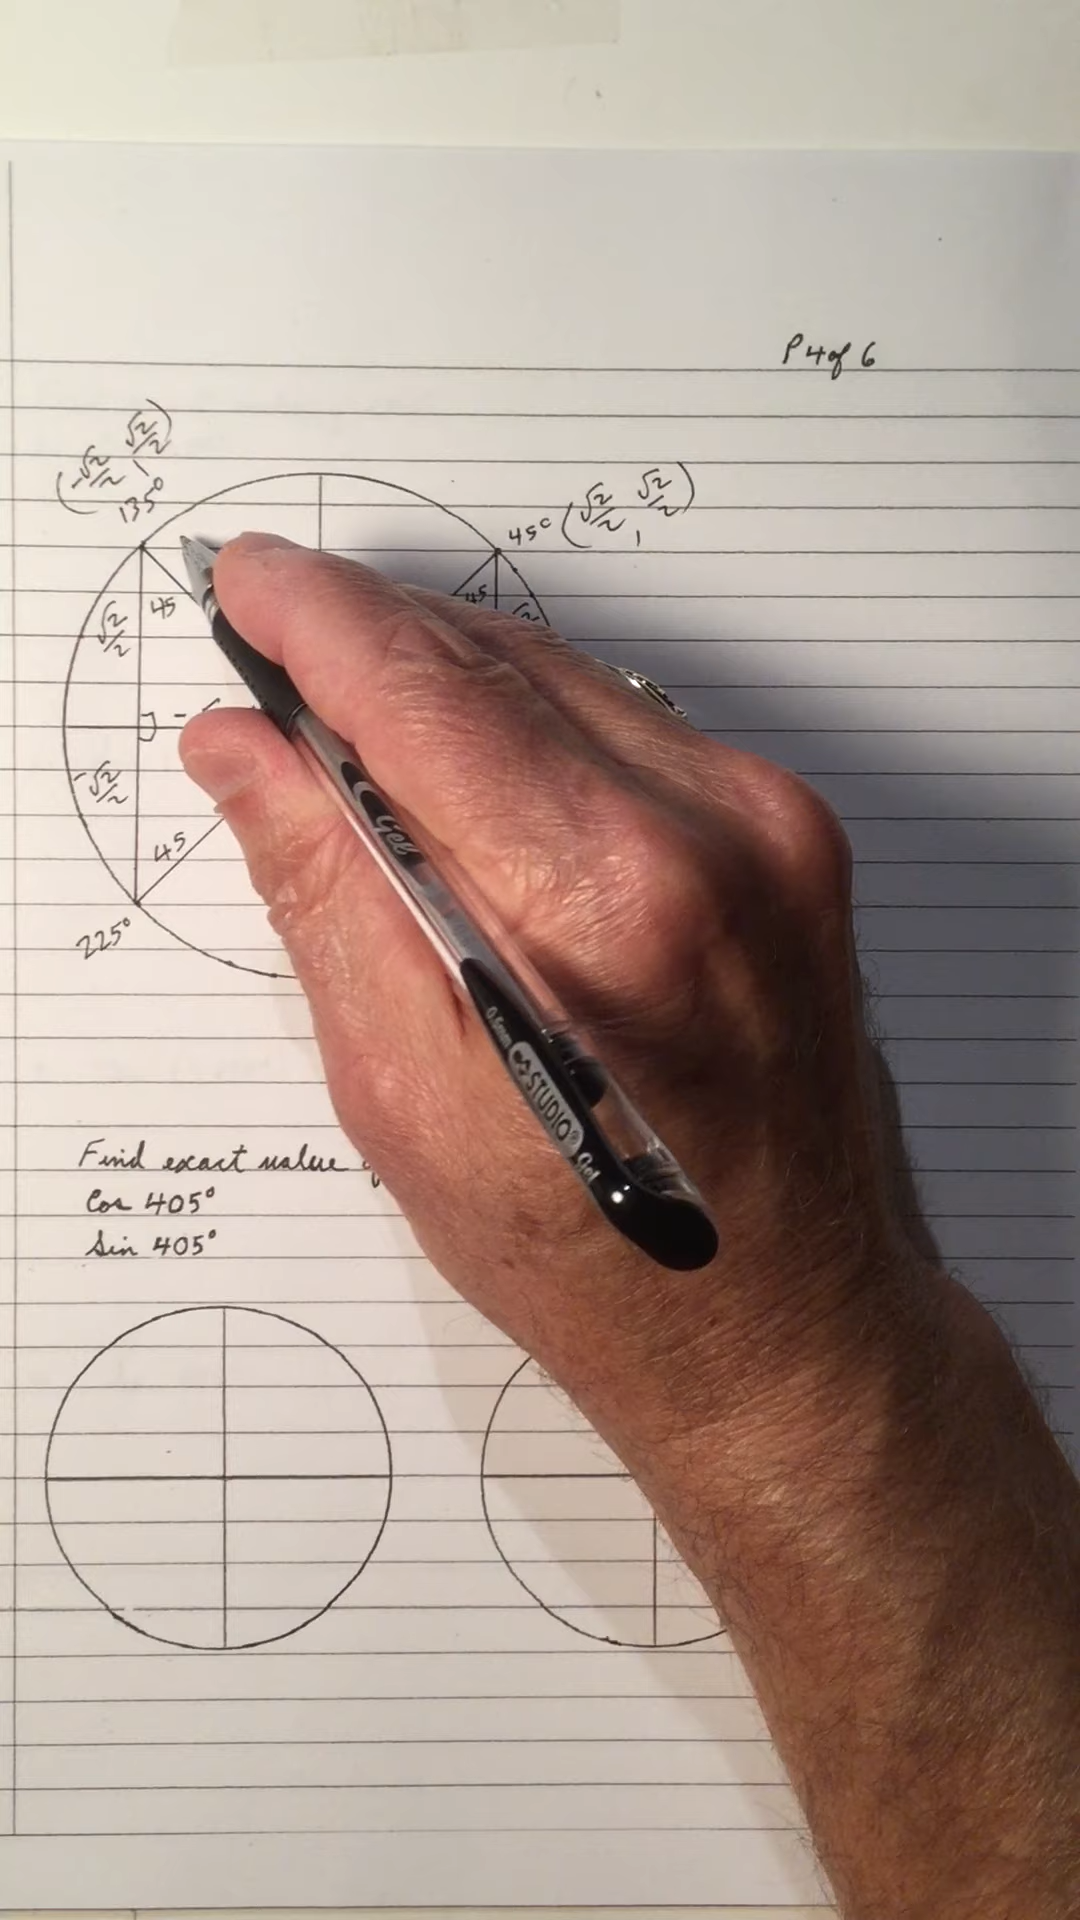 P 4 of 6
(-√2/2, √2/2)
135°
45° (√2/2, √2/2)
√2/2
45
45
-√2/2
45
225°
Find exact value
Cos 405°
Sin 405°
Gel
0.5mm STUDIO® Gel